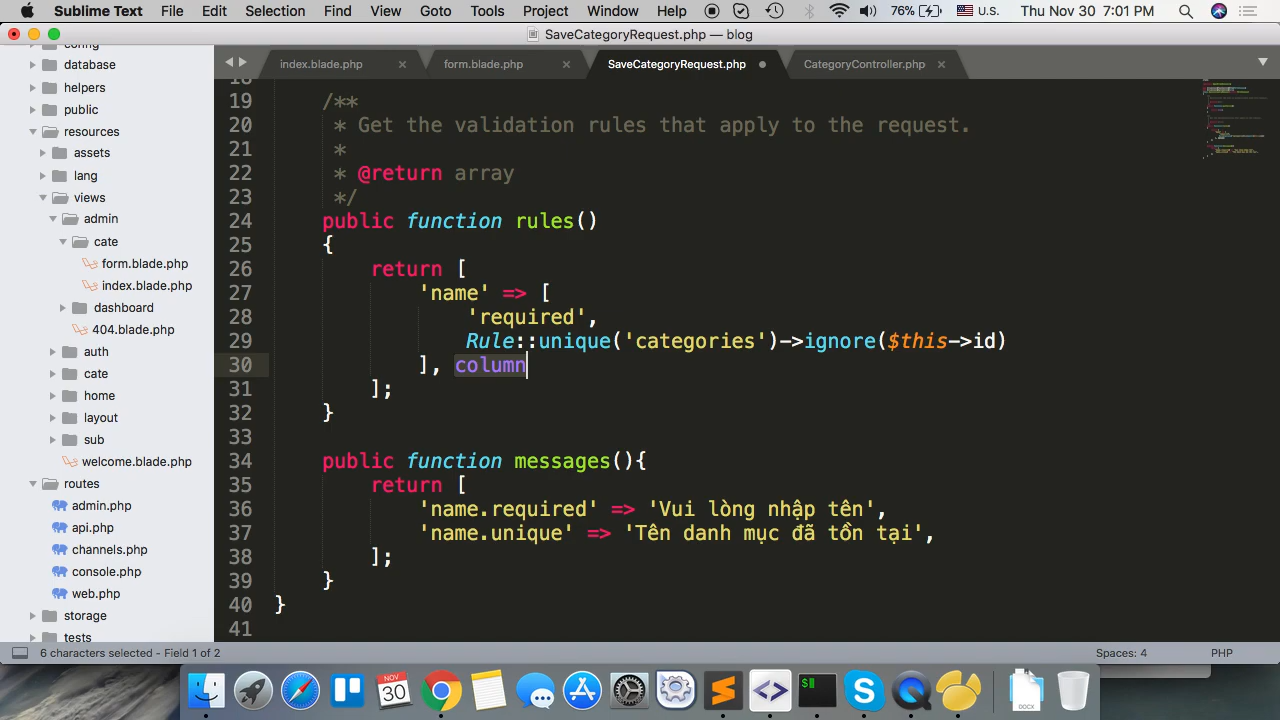 Sublime Text File Edit Selection Find View Goto Tools Project Window Help 76% U.S. Thu Nov 30 7:01 PM
SaveCategoryRequest.php — blog
index.blade.php form.blade.php SaveCategoryRequest.php CategoryController.php
config
database
helpers
public
resources
assets
lang
views
admin
cate
form.blade.php
index.blade.php
dashboard
404.blade.php
auth
cate
home
layout
sub
welcome.blade.php
routes
admin.php
api.php
channels.php
console.php
web.php
storage
tests
18
19 /**
20 * Get the validation rules that apply to the request.
21 *
22 * @return array
23 */
24 public function rules()
25 {
26 return [
27 'name' => [
28 'required',
29 Rule::unique('categories')->ignore($this->id)
30 ], column
31 ];
32 }
33
34 public function messages(){
35 return [
36 'name.required' => 'Vui lòng nhập tên',
37 'name.unique' => 'Tên danh mục đã tồn tại',
38 ];
39 }
40 }
41
6 characters selected - Field 1 of 2 Spaces: 4 PHP
NOV
30
DOCX